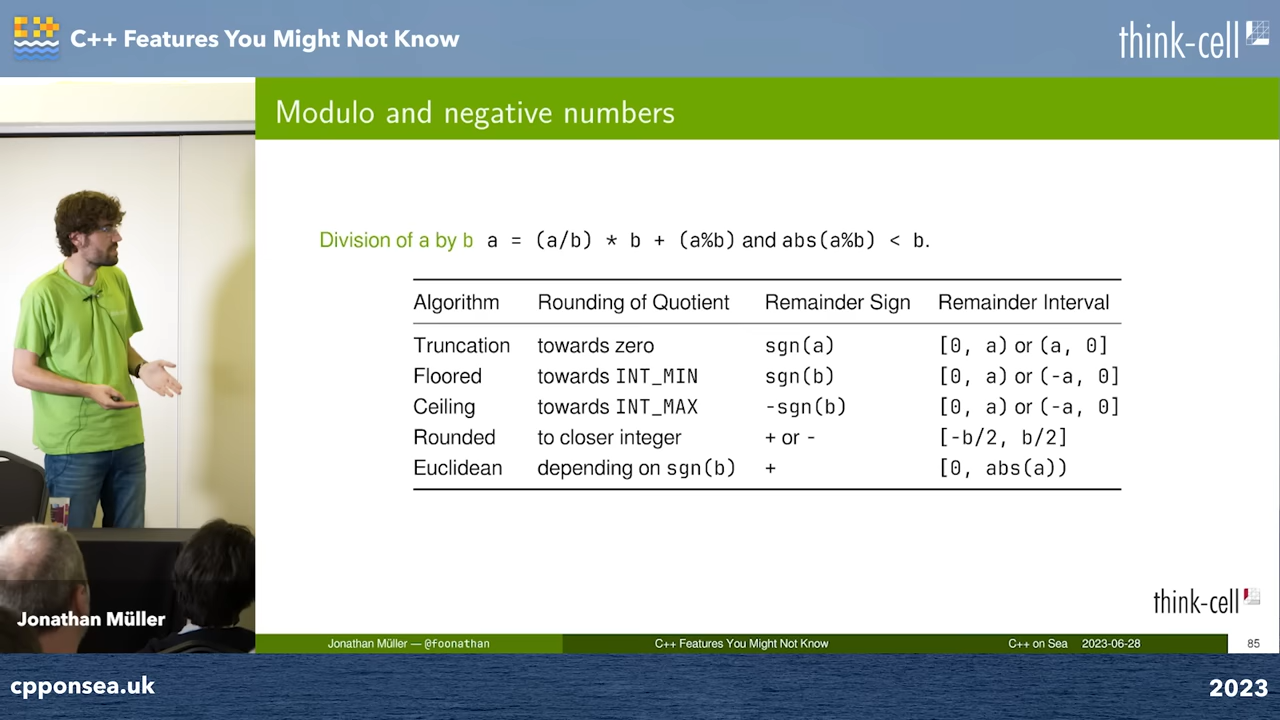 C++
C++ Features You Might Not Know
think-cell
Modulo and negative numbers
Division of a by b a = (a/b) * b + (a%b) and abs(a%b) < b.
Algorithm Rounding of Quotient Remainder Sign Remainder Interval
Truncation towards zero sgn(a) [0, a) or (a, 0]
Floored towards INT_MIN sgn(b) [0, a) or (-a, 0]
Ceiling towards INT_MAX -sgn(b) [0, a) or (-a, 0]
Rounded to closer integer + or - [-b/2, b/2]
Euclidean depending on sgn(b) + [0, abs(a))
think-cell
Jonathan Müller
Jonathan Müller — @foonathan C++ Features You Might Not Know C++ on Sea 2023-06-28 85
cpponsea.uk
2023